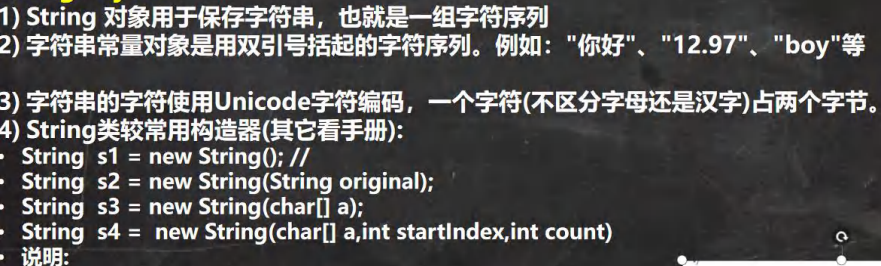 1) String 对象用于保存字符串，也就是一组字符序列
2) 字符串常量对象是用双引号括起的字符序列。例如："你好"、"12.97"、"boy"等
3) 字符串的字符使用Unicode字符编码，一个字符(不区分字母还是汉字)占两个字节。
4) String类较常用构造器(其它看手册):
• String s1 = new String(); //
• String s2 = new String(String original);
• String s3 = new String(char[] a);
• String s4 = new String(char[] a,int startIndex,int count)
• 说明: